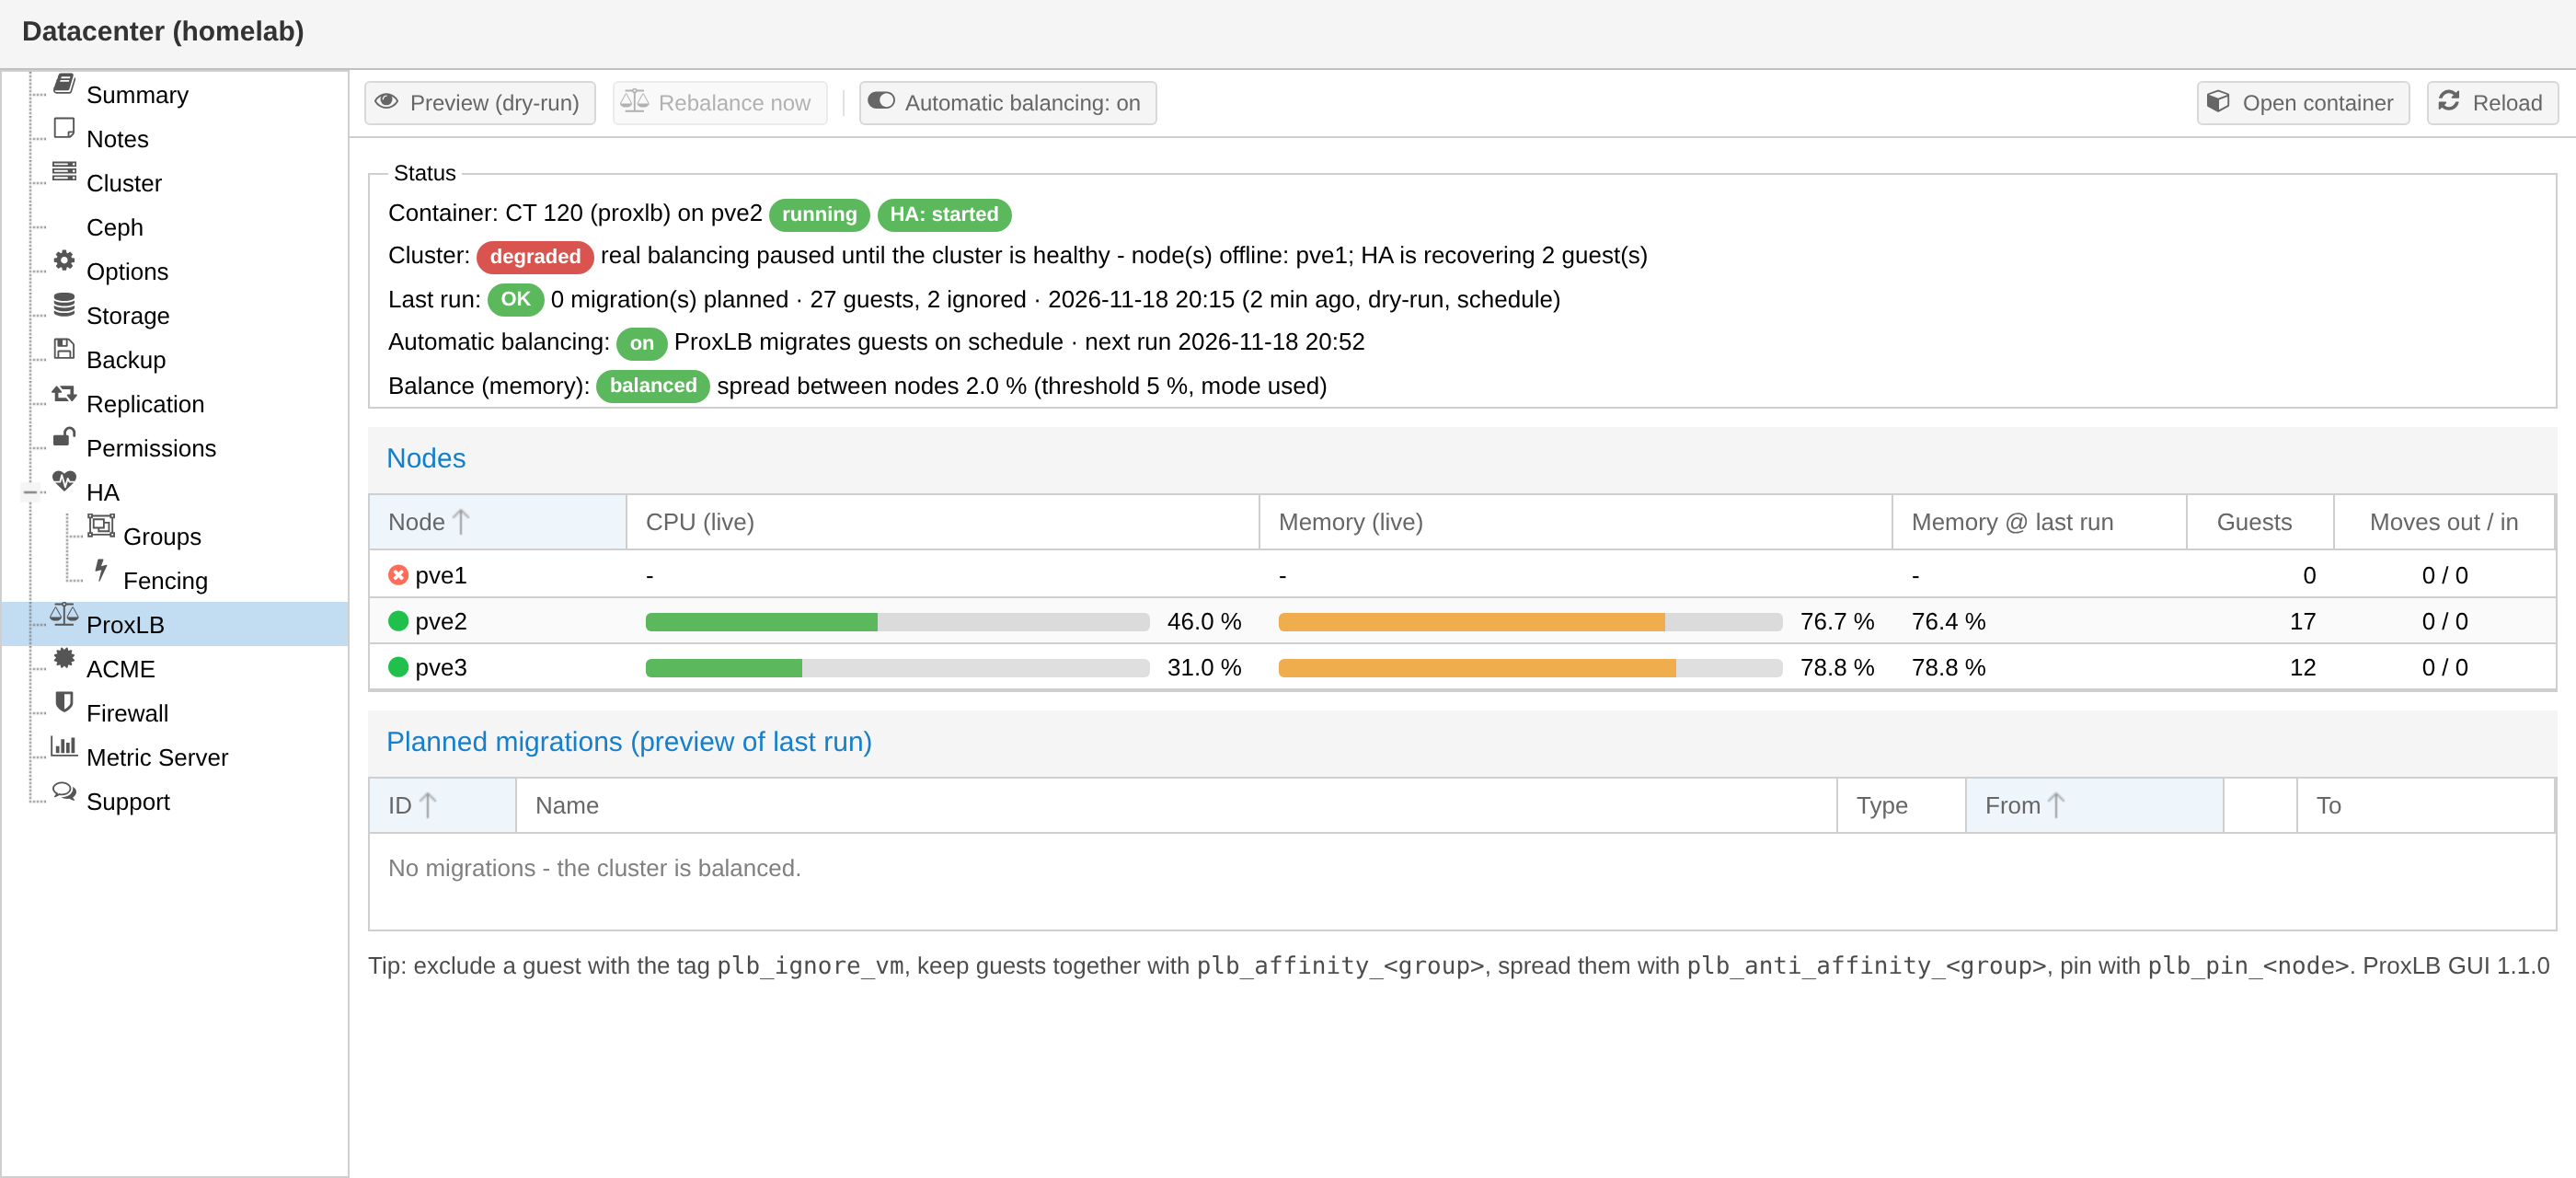 Datacenter (homelab)
Summary
Notes
Cluster
Ceph
Options
Storage
Backup
Replication
Permissions
HA
Groups
Fencing
ProxLB
ACME
Firewall
Metric Server
Support
Preview (dry-run) Rebalance now Automatic balancing: on Open container Reload
Status
Container: CT 120 (proxlb) on pve2 running HA: started
Cluster: degraded real balancing paused until the cluster is healthy - node(s) offline: pve1; HA is recovering 2 guest(s)
Last run: OK 0 migration(s) planned · 27 guests, 2 ignored · 2026-11-18 20:15 (2 min ago, dry-run, schedule)
Automatic balancing: on ProxLB migrates guests on schedule · next run 2026-11-18 20:52
Balance (memory): balanced spread between nodes 2.0 % (threshold 5 %, mode used)
Nodes
Node CPU (live) Memory (live) Memory @ last run Guests Moves out / in
pve1 - - - 0 0 / 0
pve2 46.0 % 76.7 % 76.4 % 17 0 / 0
pve3 31.0 % 78.8 % 78.8 % 12 0 / 0
Planned migrations (preview of last run)
ID Name Type From To
No migrations - the cluster is balanced.
Tip: exclude a guest with the tag plb_ignore_vm, keep guests together with plb_affinity_<group>, spread them with plb_anti_affinity_<group>, pin with plb_pin_<node>. ProxLB GUI 1.1.0